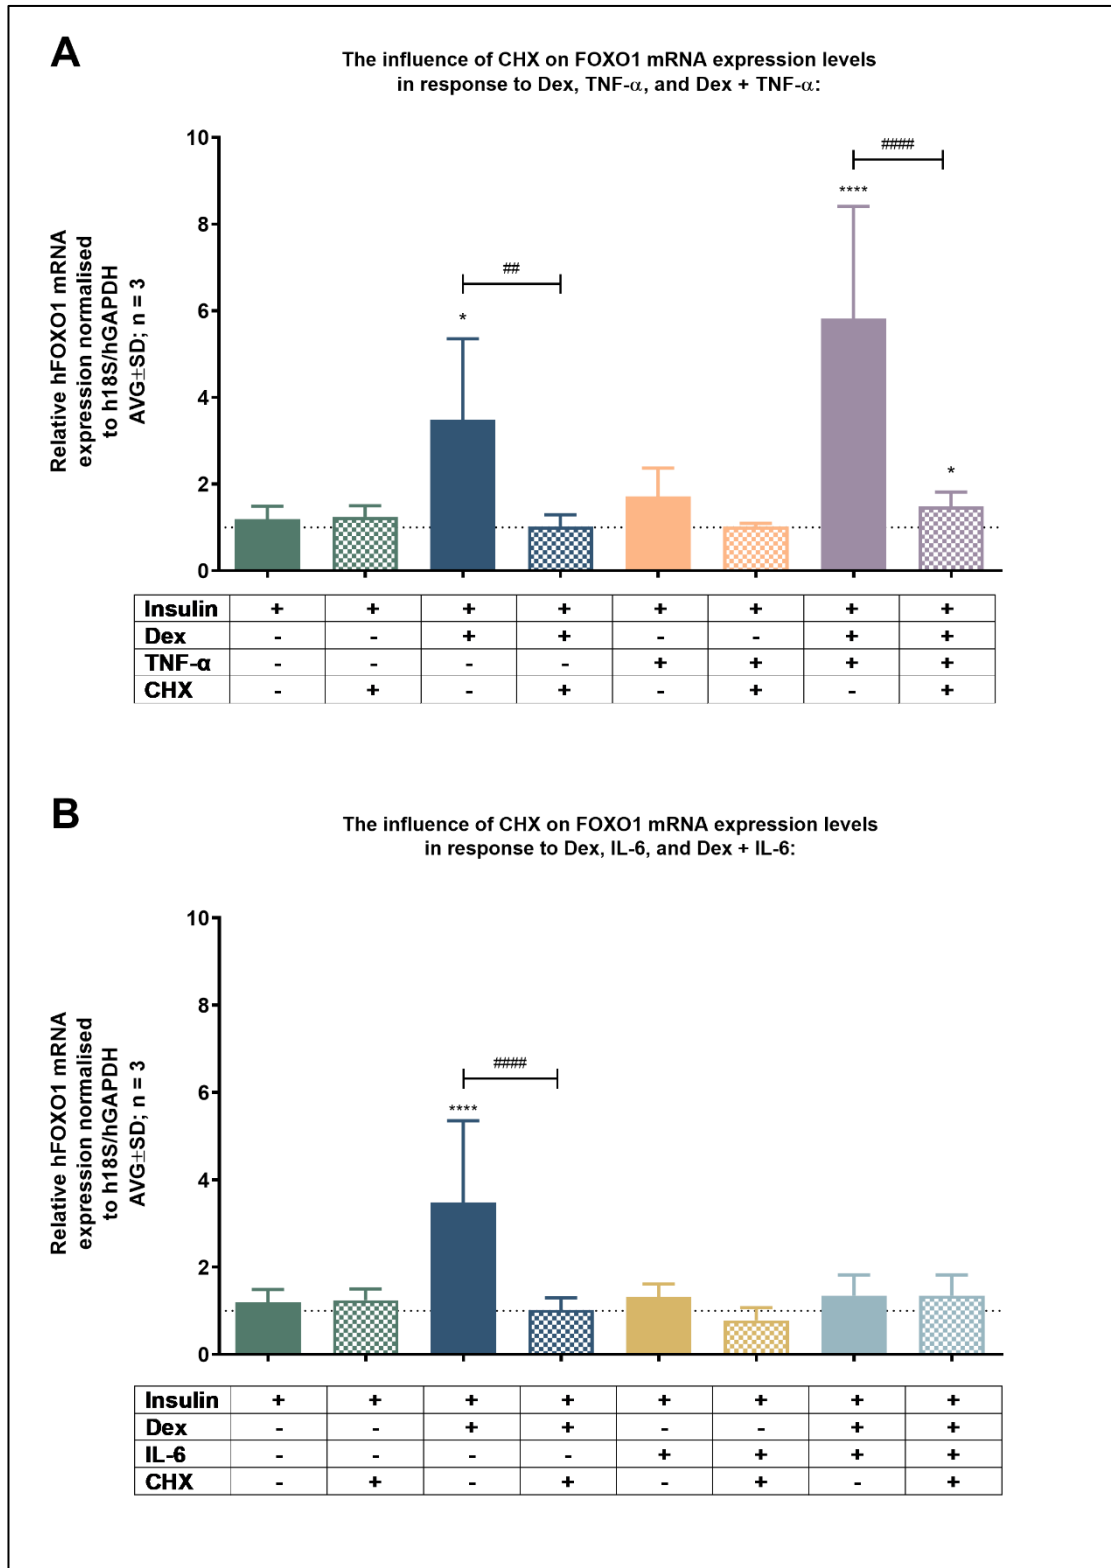 A
The influence of CHX on FOXO1 mRNA expression levels
in response to Dex, TNF-α, and Dex + TNF-α:
Relative hFOXO1 mRNA
expression normalised
to h18S/hGAPDH
AVG±SD; n = 3
10
8
6
4
2
0
*
##
****
####
*
Insulin + + + + + + + +
Dex - - + + - - + +
TNF-α - - - - + + + +
CHX - + - + - + - +
B
The influence of CHX on FOXO1 mRNA expression levels
in response to Dex, IL-6, and Dex + IL-6:
Relative hFOXO1 mRNA
expression normalised
to h18S/hGAPDH
AVG±SD; n = 3
10
8
6
4
2
0
****
####
Insulin + + + + + + + +
Dex - - + + - - + +
IL-6 - - - - + + + +
CHX - + - + - + - +